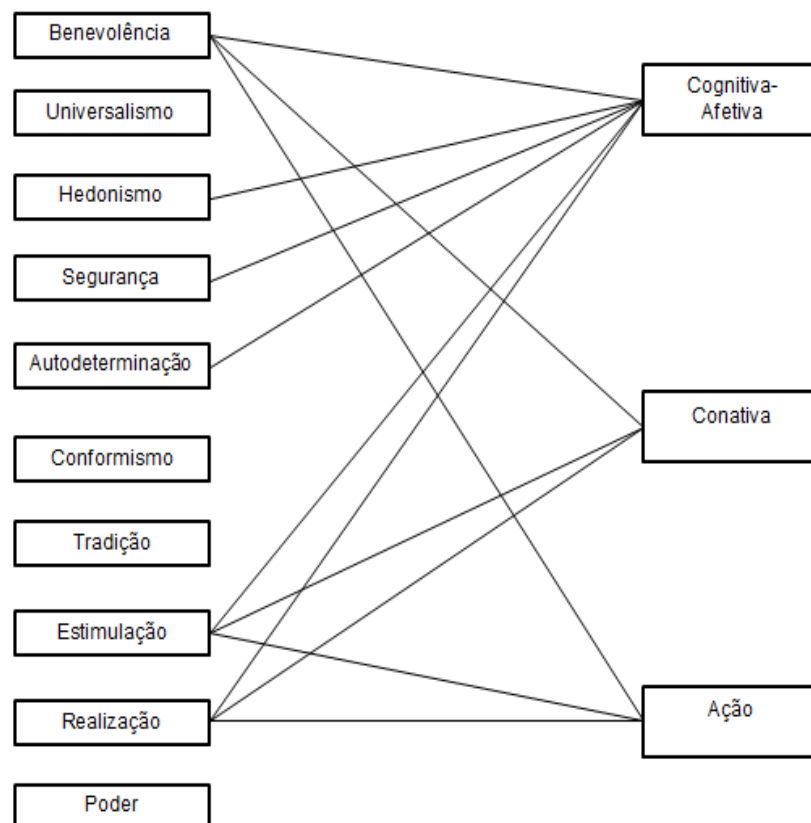 Benevolência
Universalismo
Hedonismo
Segurança
Autodeterminação
Conformismo
Tradição
Estimulação
Realização
Poder
Cognitiva-
Afetiva
Conativa
Ação